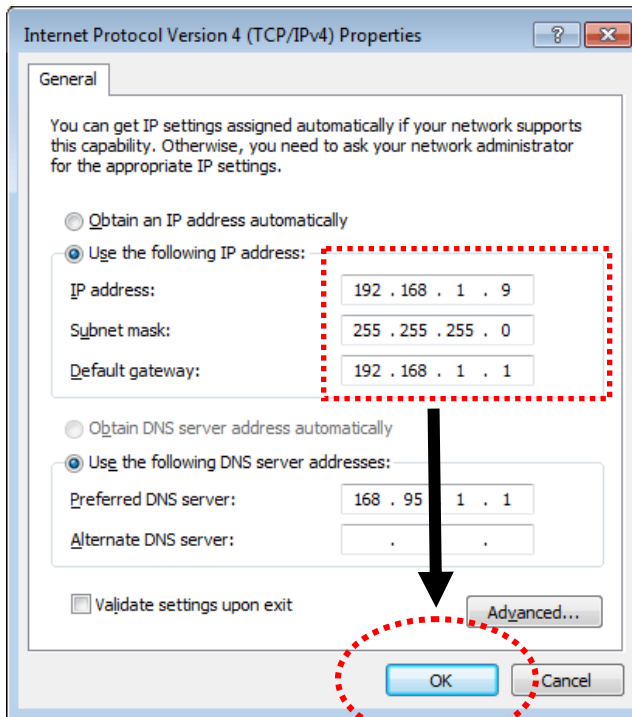 Internet Protocol Version 4 (TCP/IPv4) Properties
General
You can get IP settings assigned automatically if your network supports
this capability. Otherwise, you need to ask your network administrator
for the appropriate IP settings.
Obtain an IP address automatically
Use the following IP address:
IP address: 192 . 168 . 1 . 9
Subnet mask: 255 . 255 . 255 . 0
Default gateway: 192 . 168 . 1 . 1
Obtain DNS server address automatically
Use the following DNS server addresses:
Preferred DNS server: 168 . 95 1 . 1
Alternate DNS server: . .
Validate settings upon exit
Advanced...
OK Cancel